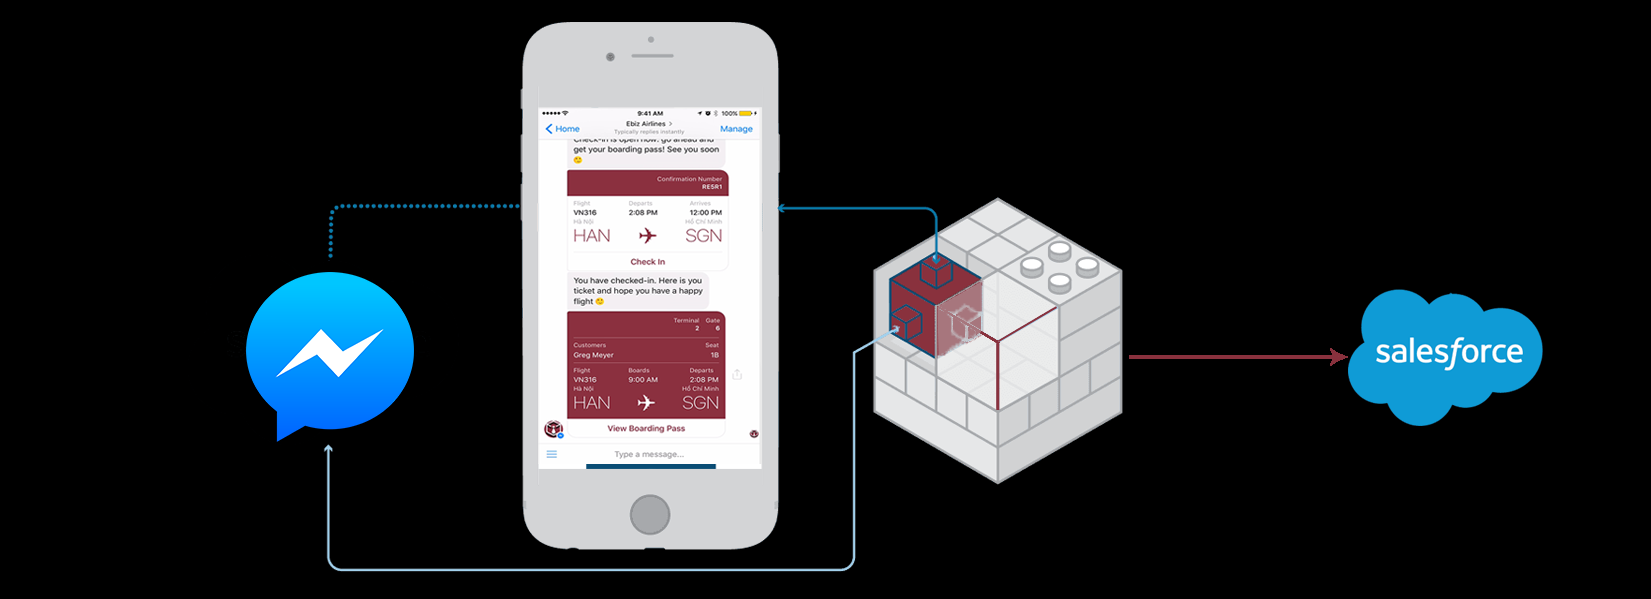 9:41 AM
100%
Home
Ebiz Airlines >
Manage
Typically replies instantly
Check-in is open now. go ahead and
get your boarding pass! See you soon
Confirmation Number
RE5R1
Flight Departs Arrives
VN316 2:08 PM 12:00 PM
Hà Nội Hồ Chí Minh
HAN SGN
Check In
You have checked-in. Here is you
ticket and hope you have a happy
flight
Terminal Gate
2 6
Customers Seat
Greg Meyer 1B
Flight Boards Departs
VN316 9:00 AM 2:08 PM
Hà Nội Hồ Chí Minh
HAN SGN
View Boarding Pass
Type a message...
salesforce